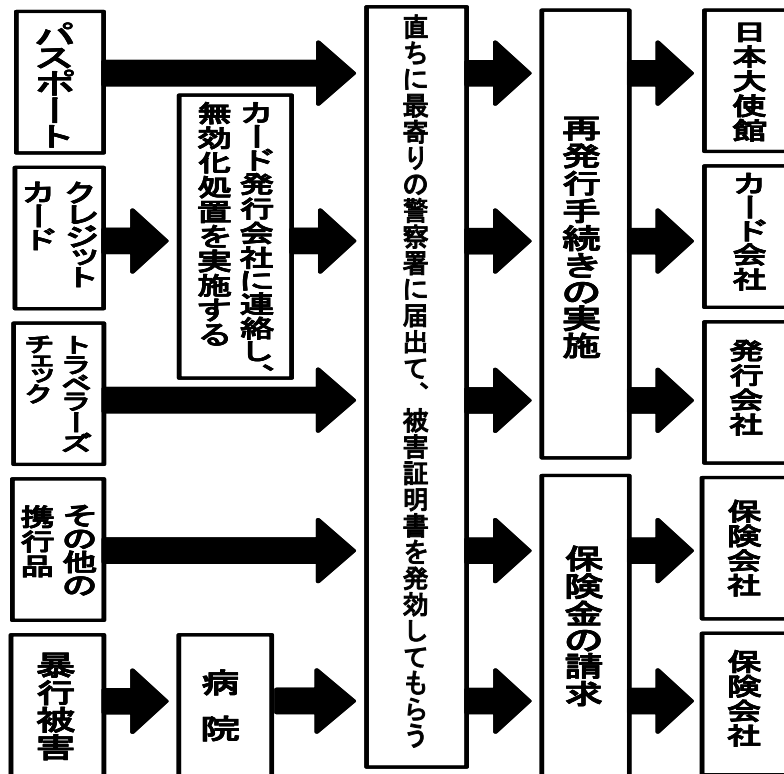 パスポート
クレジット
カード
トラベラーズ
チェック
その他の
携行品
暴行被害
カード発行会社に連絡し、
無効化処置を実施する
病院
直ちに最寄りの警察署に届出て、被害証明書を発効してもらう
再発行手続きの実施
保険金の請求
日本大使館
カード会社
発行会社
保険会社
保険会社